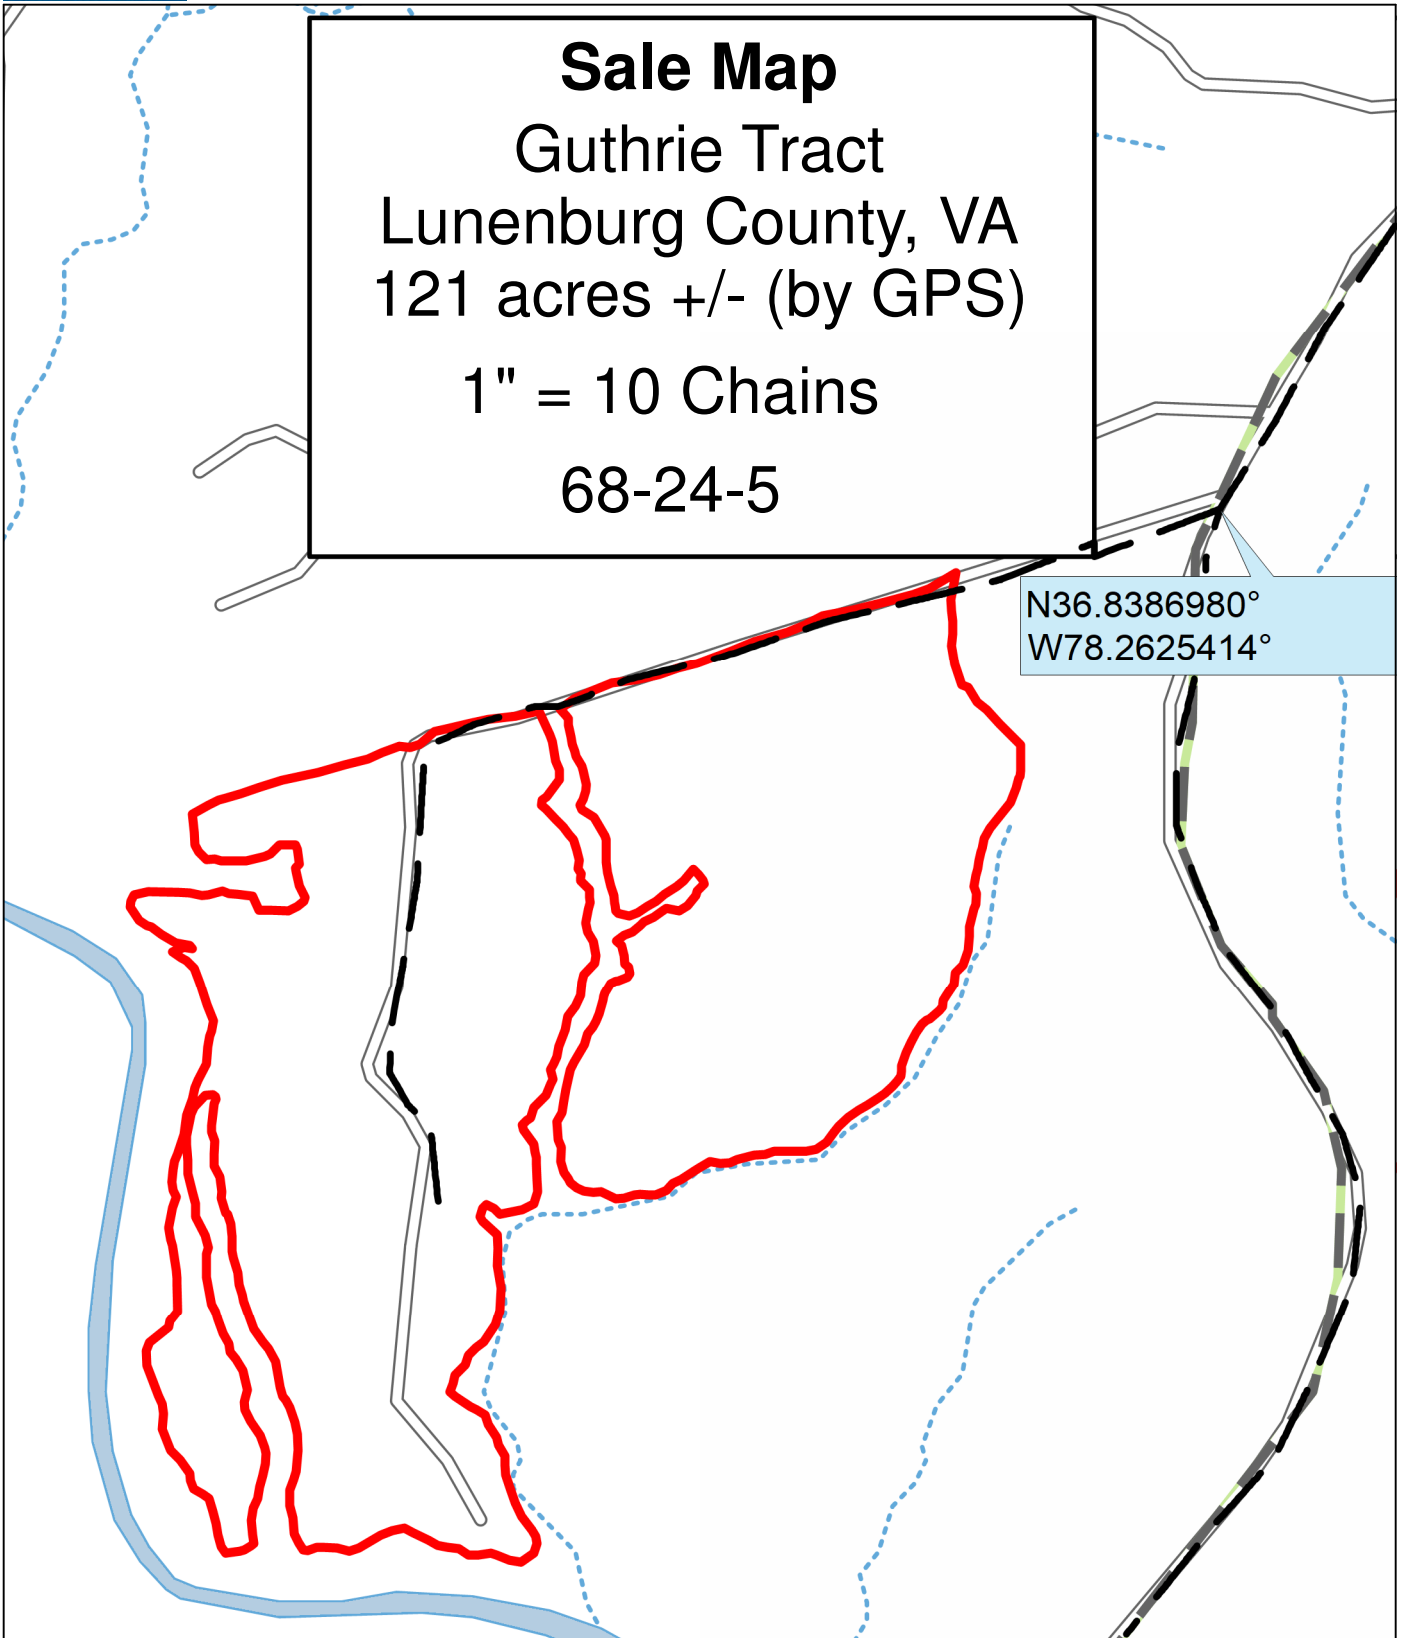 Sale Map
Guthrie Tract
Lunenburg County, VA
121 acres +/- (by GPS)
1" = 10 Chains
68-24-5
N36.8386980°
W78.2625414°